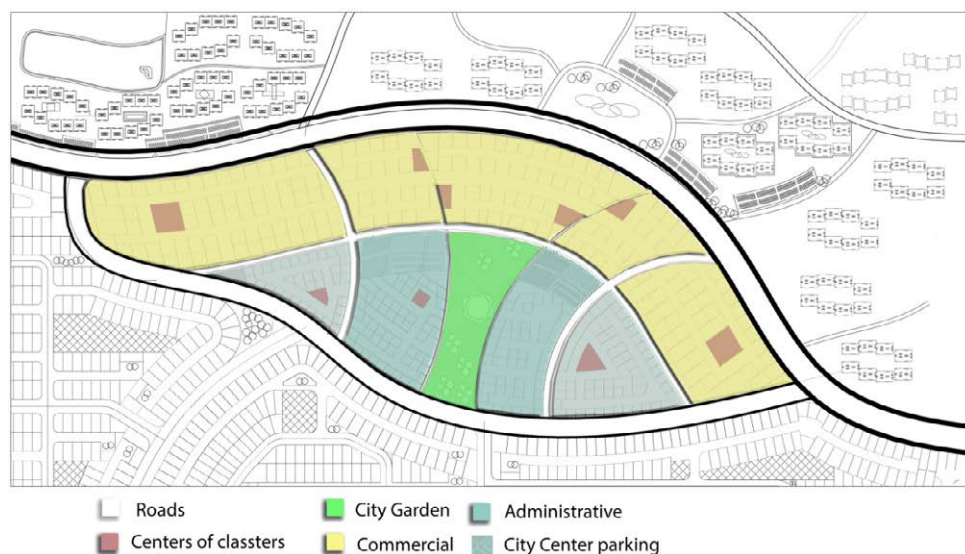 Roads
City Garden
Administrative
Centers of classters
Commercial
City Center parking